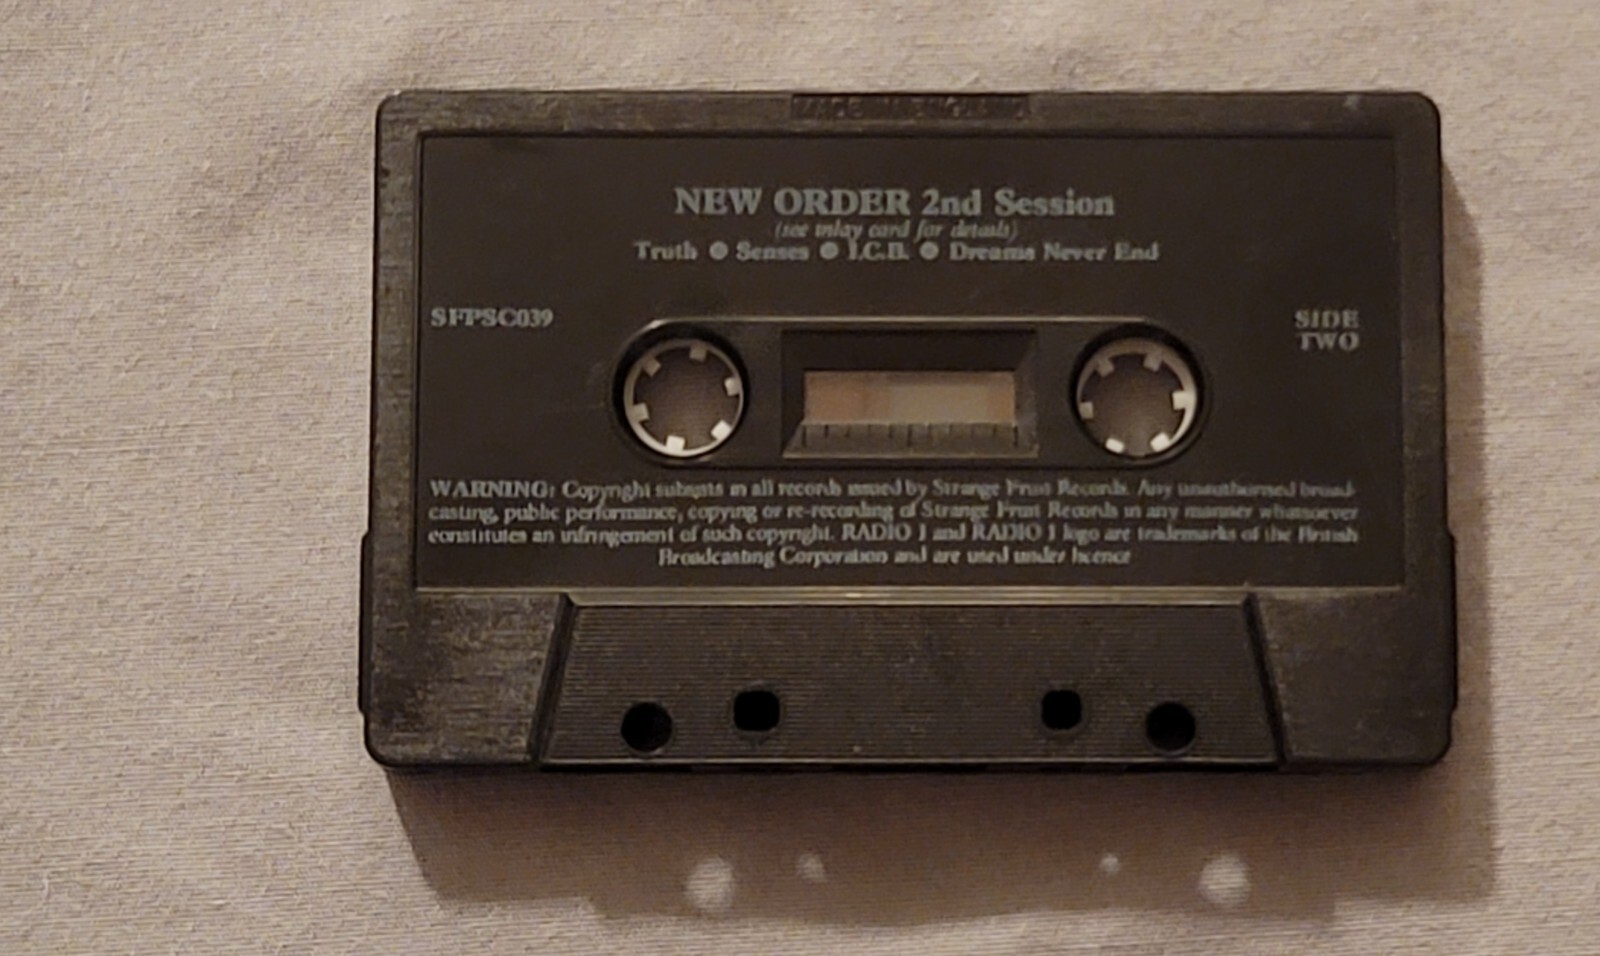 MADE IN ENGLAND
NEW ORDER 2nd Session
(see inlay card for details)
Truth ● Senses ● I.C.B. ● Dreams Never End
SFPSC039
SIDE
TWO
WARNING: Copyright subsists in all records issued by Strange Fruit Records. Any unauthorised broad-
casting, public performance, copying or re-recording of Strange Fruit Records in any manner whatsoever
constitutes an infringement of such copyright. RADIO 1 and RADIO 1 logo are trademarks of the British
Broadcasting Corporation and are used under licence